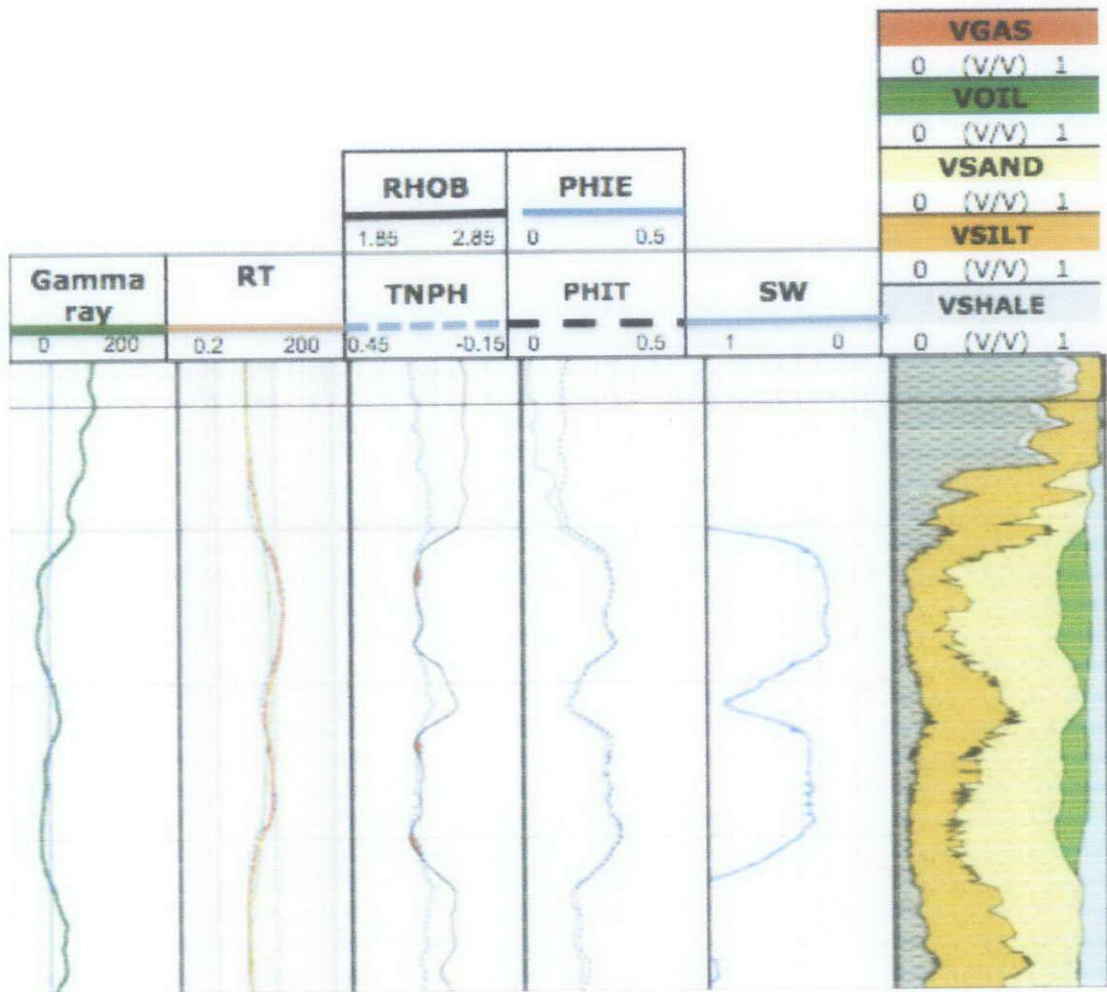 VGAS
0 (V/V) 1
VOIL
0 (V/V) 1
VSAND
0 (V/V) 1
VSILT
0 (V/V) 1
VSHALE
0 (V/V) 1
RHOB
1.85 2.85
TNPH
0.45 -0.15
PHIE
0 0.5
PHIT
0 0.5
Gamma
ray
0 200
RT
0.2 200
SW
1 0